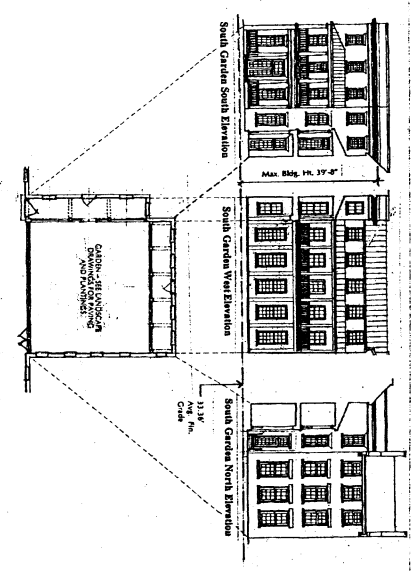 South Garden South Elevation
Max. Bldg. Ht. 39'-8"
South Garden West Elevation
GARDEN - SEE LANDSCAPE
DRAWINGS FOR PAVING
AND PLANTINGS.
33.36'
Avg. Fin.
Grade
South Garden North Elevation